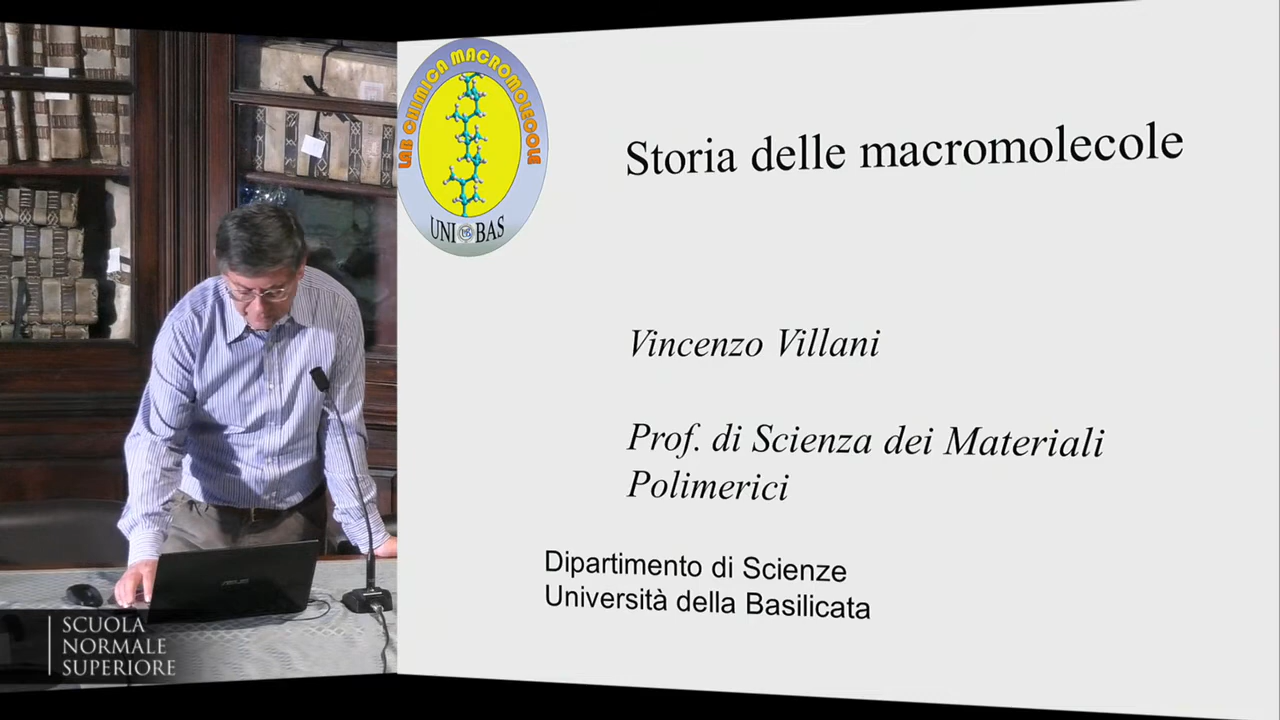 LAB CHIMICA MACROMOLECOLE
UNI BAS
Storia delle macromolecole
Vincenzo Villani
Prof. di Scienza dei Materiali
Polimerici
Dipartimento di Scienze
Università della Basilicata
ASUS
SCUOLA
NORMALE
SUPERIORE